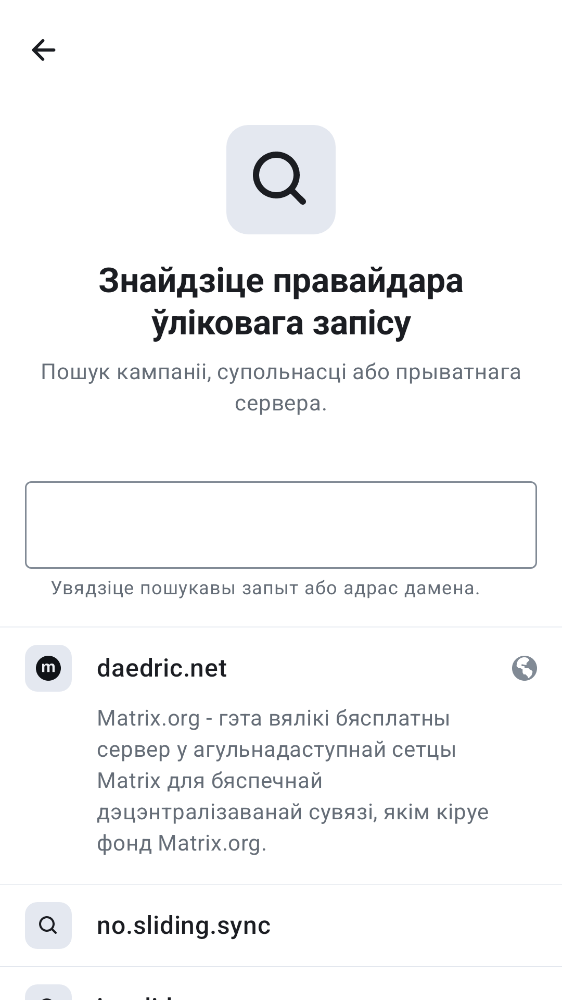 Знайдзіце правайдара
ўліковага запісу
Пошук кампаніі, супольнасці або прыватнага
сервера.
Увядзіце пошукавы запыт або адрас дамена.
m
daedric.net
Matrix.org - гэта вялікі бясплатны
сервер у агульнадаступнай сетцы
Matrix для бяспечнай
дэцэнтралізаванай сувязі, якім кіруе
фонд Matrix.org.
no.sliding.sync